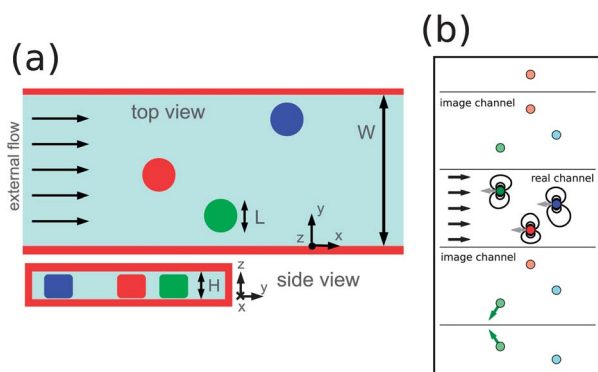 (a)
external flow
top view
W
L
y
z
x
side view
z
H
y
x
(b)
image channel
real channel
image channel